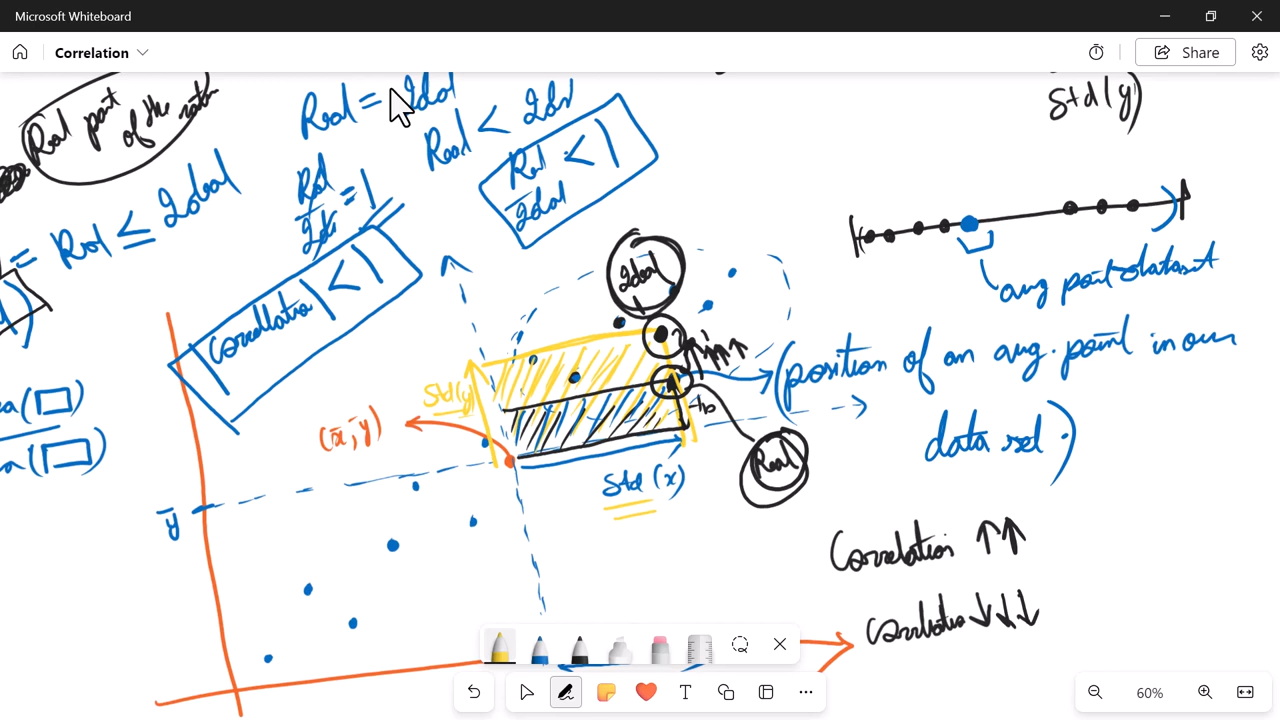 Microsoft Whiteboard
Correlation
Share
Real part of the ratio
Real = Ideal
Real < Ideal
Real / Ideal = 1
Real / Ideal < 1
= Real ≤ Ideal
|Correlation| < 1
Std(y)
avg point dataset
Ideal
(position of an avg. point in our data set.)
Std(y)
(x̄, ȳ)
Std(x)
Real
ȳ
Correlation ↑↑
Correlation ↓↓↓
60%